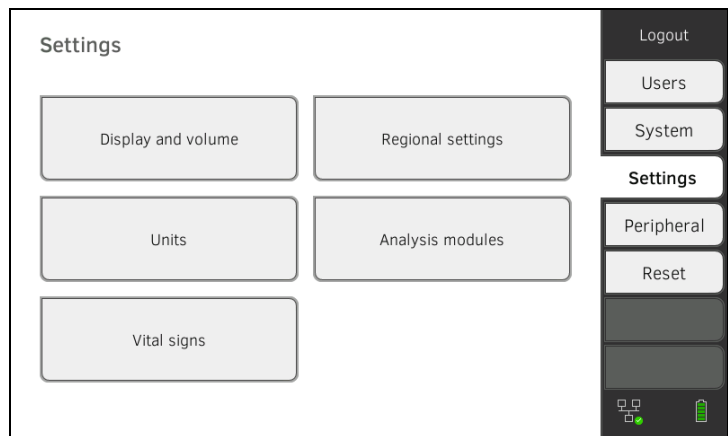 Settings
Display and volume
Regional settings
Units
Analysis modules
Vital signs
Logout
Users
System
Settings
Peripheral
Reset